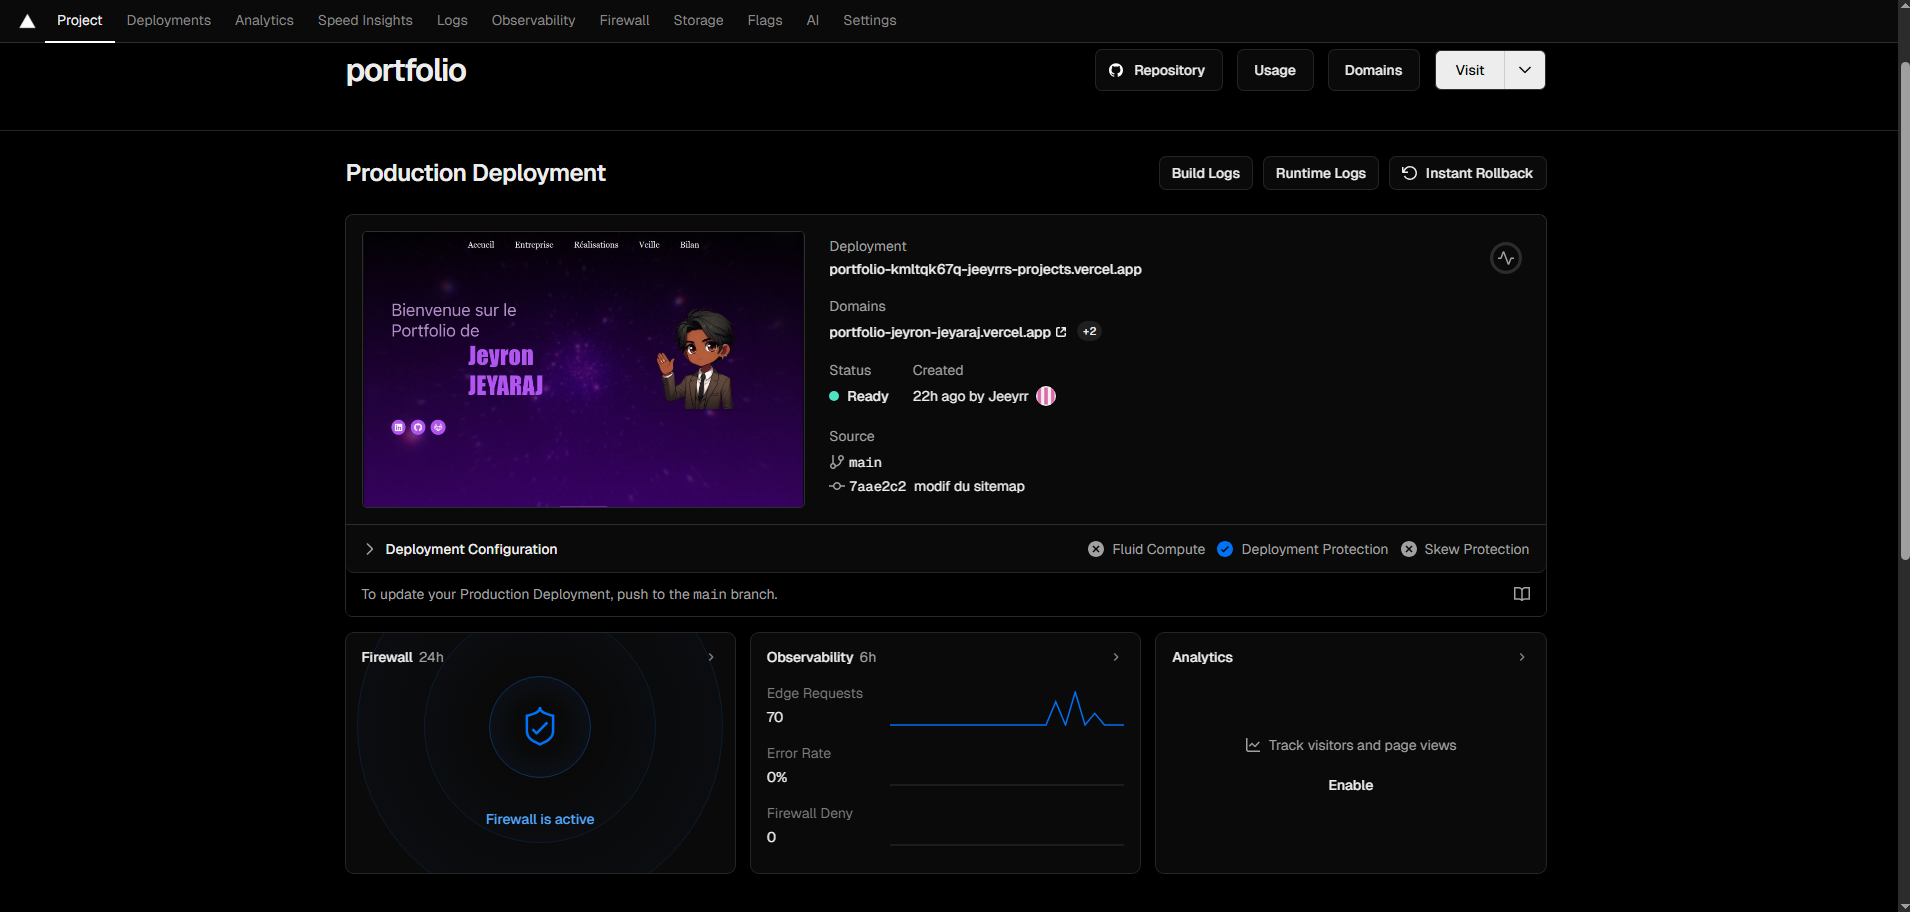 Project Deployments Analytics Speed Insights Logs Observability Firewall Storage Flags AI Settings
portfolio
Repository Usage Domains Visit
Production Deployment
Build Logs Runtime Logs Instant Rollback
Accueil Entreprise Réalisations Veille Bilan
Bienvenue sur le
Portfolio de
Jeyron
JEYARAJ
Deployment
portfolio-kmltqk67q-jeeyrrs-projects.vercel.app
Domains
portfolio-jeyron-jeyaraj.vercel.app +2
Status Created
Ready 22h ago by Jeeyrr
Source
main
7aae2c2 modif du sitemap
Deployment Configuration
Fluid Compute Deployment Protection Skew Protection
To update your Production Deployment, push to the main branch.
Firewall 24h
Firewall is active
Observability 6h
Edge Requests
70
Error Rate
0%
Firewall Deny
0
Analytics
Track visitors and page views
Enable